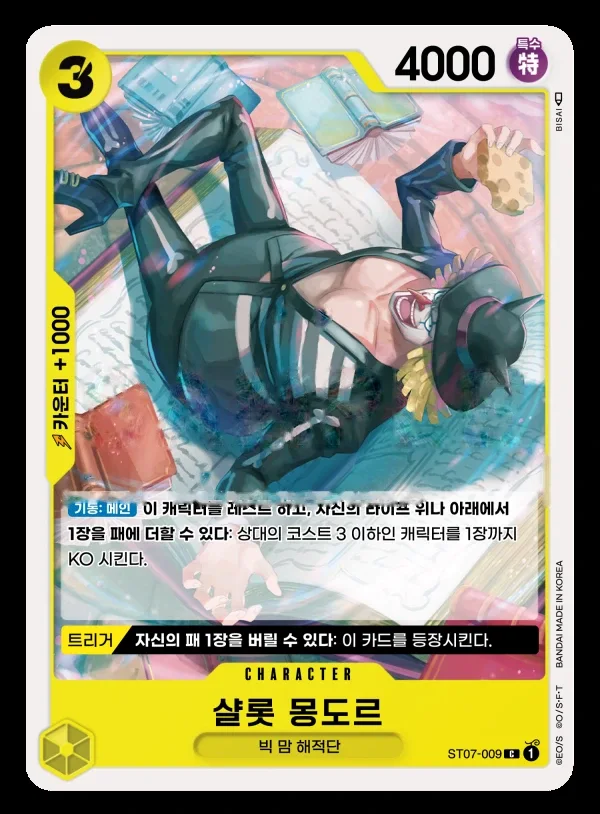 3
4000
특수
特
BISAI
카운터 +1000
기동: 메인 이 캐릭터를 레스트 하고, 자신의 라이프 위나 아래에서
1장을 패에 더할 수 있다: 상대의 코스트 3 이하인 캐릭터를 1장까지
KO 시킨다.
트리거 자신의 패 1장을 버릴 수 있다: 이 카드를 등장시킨다.
CHARACTER
샬롯 몽도르
빅 맘 해적단
ST07-009 C 1
©EO/S ©O/S·F·T BANDAI MADE IN KOREA